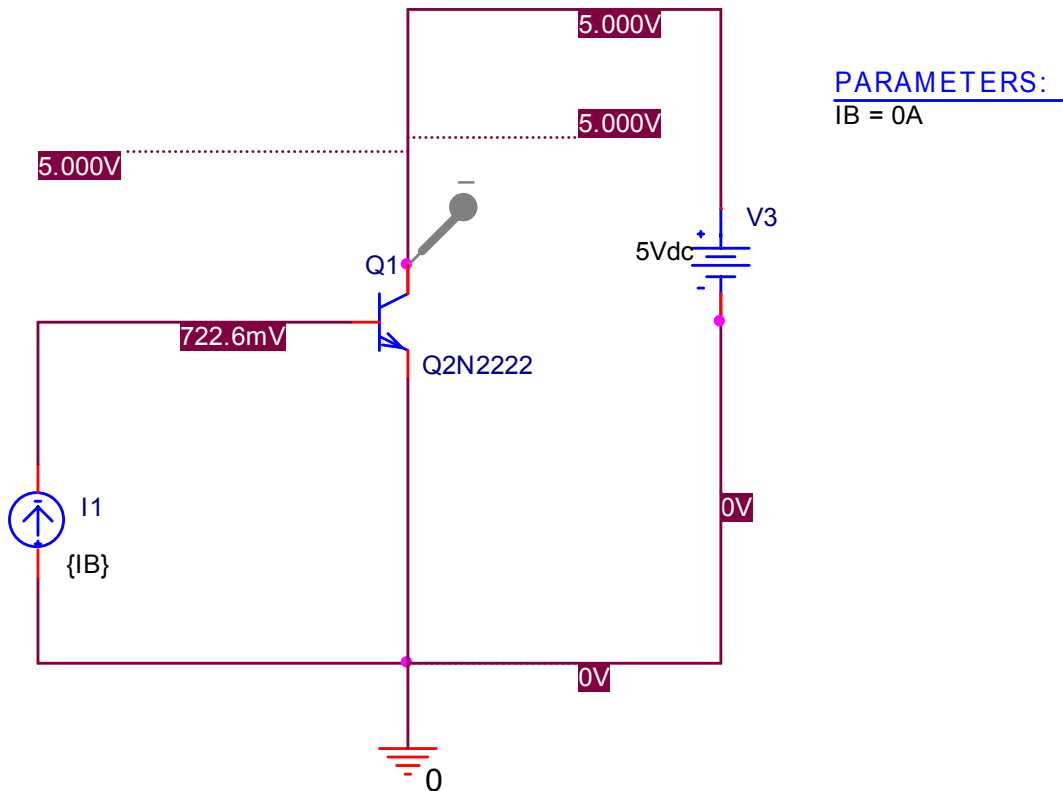 5.000V
PARAMETERS:
IB = 0A
5.000V
5.000V
V3
+
5Vdc
-
Q1
722.6mV
Q2N2222
I1
-
+
{IB}
0V
0V
0